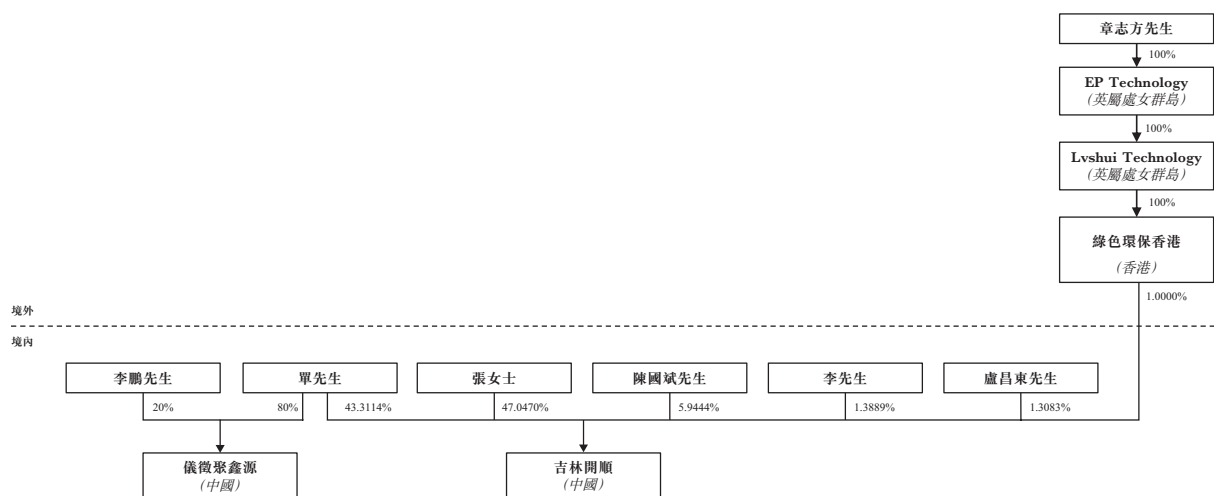 章志方先生
100%
EP Technology
(英屬處女群島)
100%
Lvshui Technology
(英屬處女群島)
100%
綠色環保香港
(香港)
1.0000%
境外
境內
李鵬先生
單先生
張女士
陳國斌先生
李先生
盧昌東先生
20%
80%
43.3114%
47.0470%
5.9444%
1.3889%
1.3083%
儀徵聚鑫源
(中國)
吉林開順
(中國)